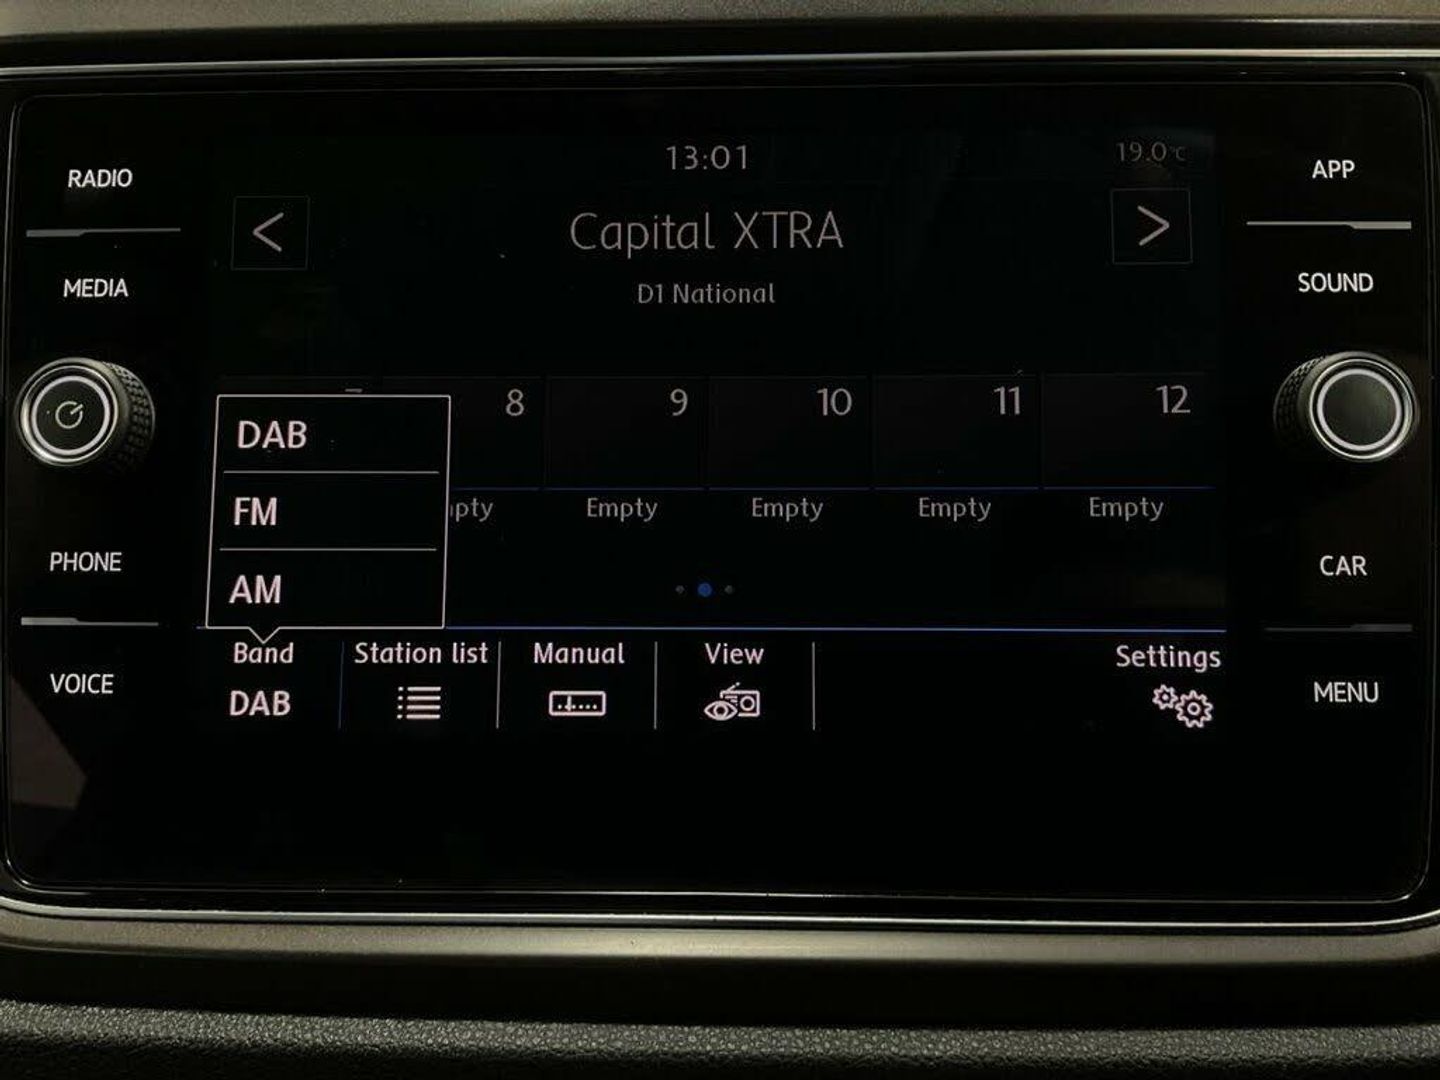 RADIO
MEDIA
PHONE
VOICE
13:01
19.0°C
<
Capital XTRA
>
D1 National
8
9
10
11
12
DAB
FM
AM
Empty
Empty
Empty
Empty
Band
DAB
Station list
Manual
View
Settings
APP
SOUND
CAR
MENU